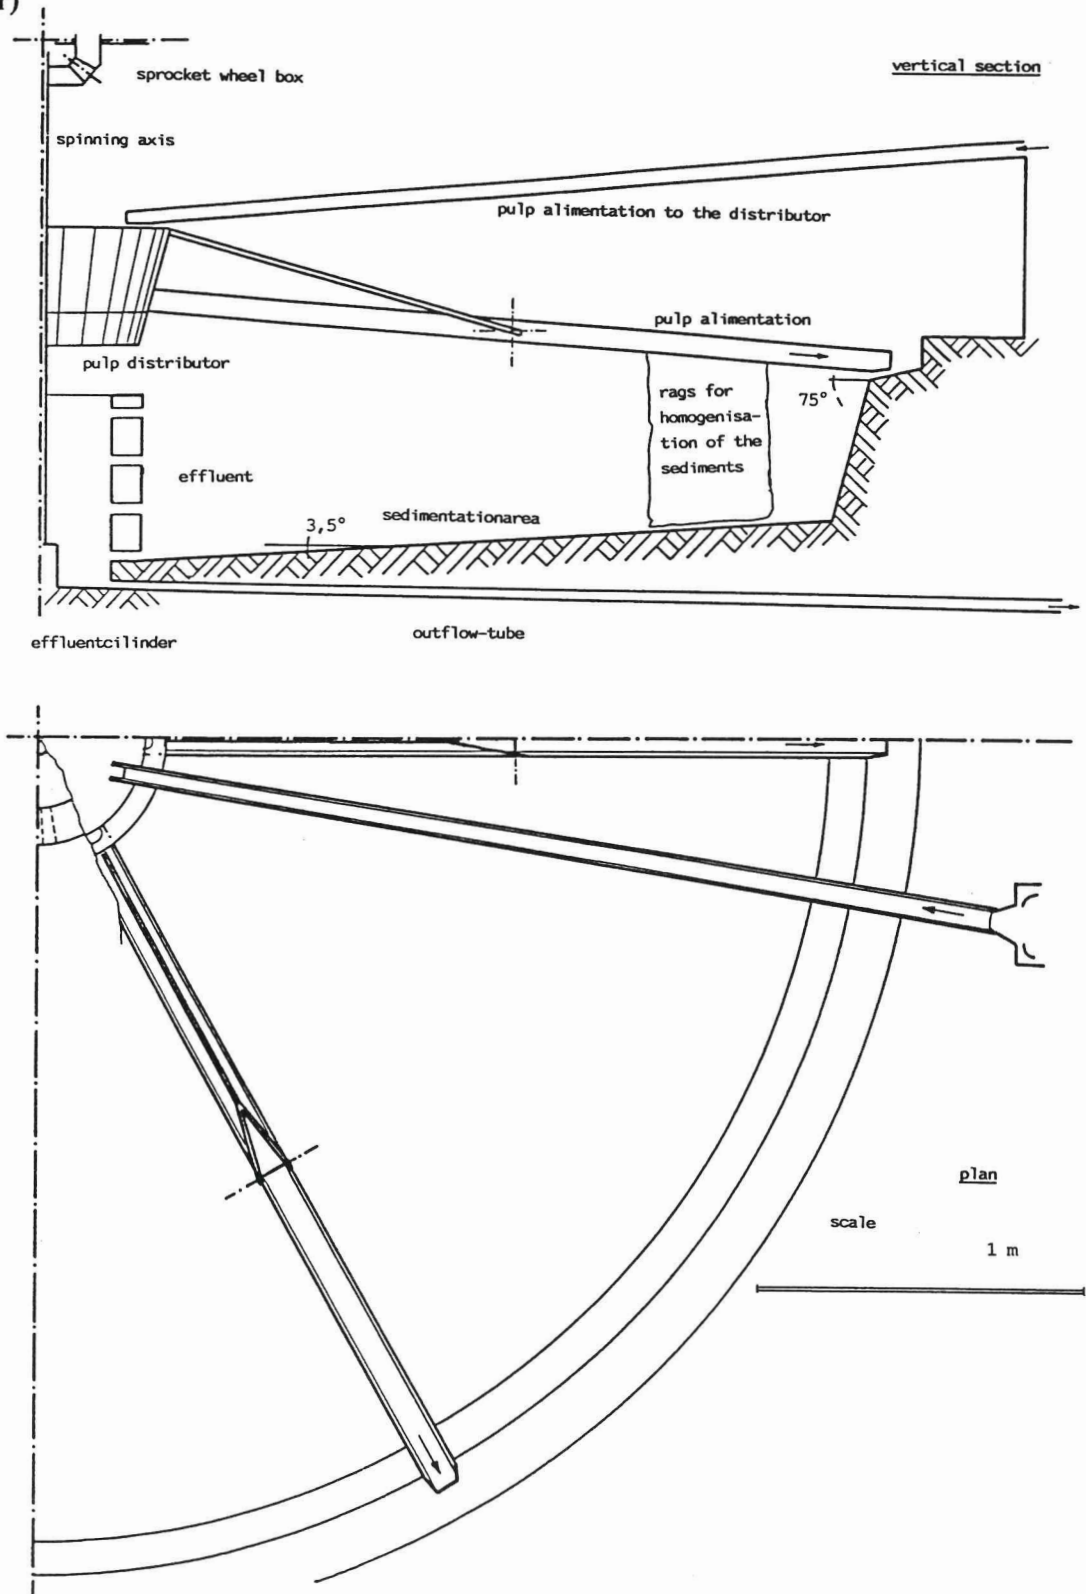 sprocket wheel box
vertical section
spinning axis
pulp alimentation to the distributor
pulp alimentation
pulp distributor
75°
rags for
homogenisa-
tion of the
sediments
effluent
sedimentationarea
3,5°
effluentcilinder
outflow-tube
plan
scale
1 m